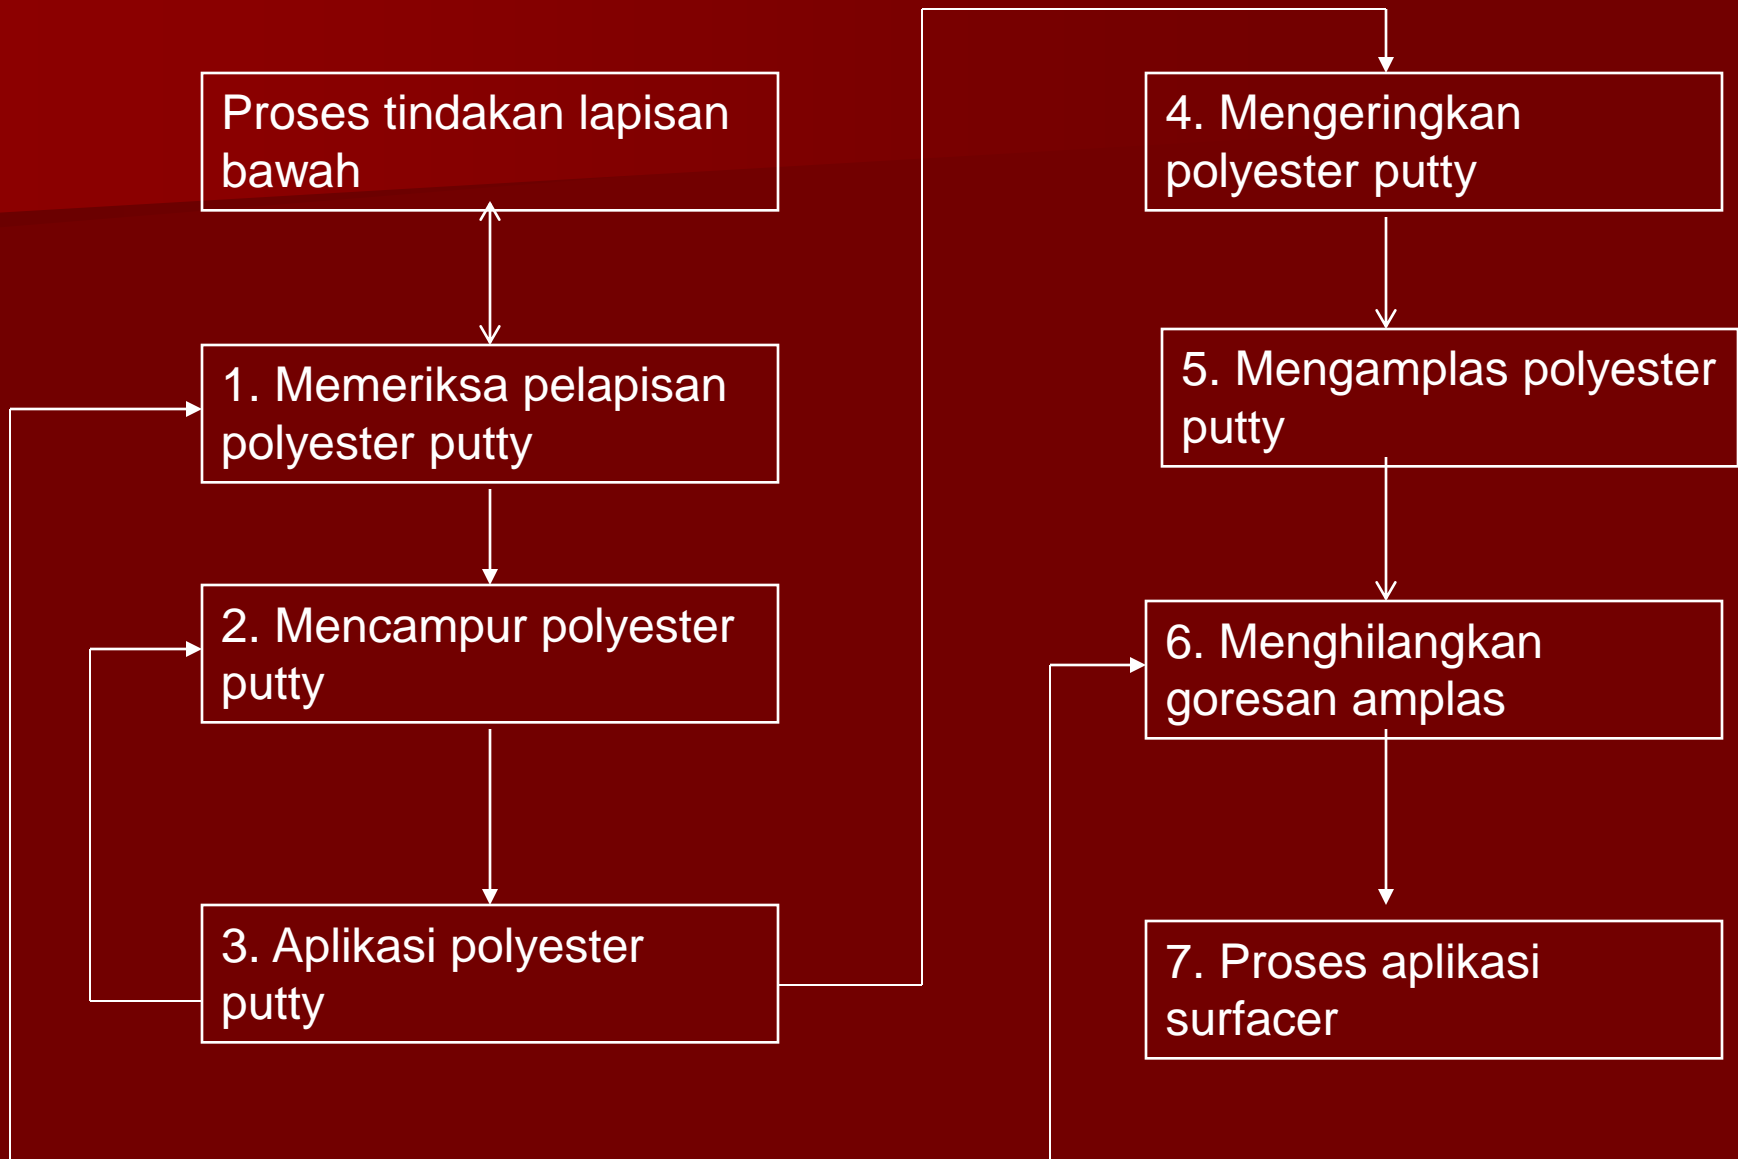 Proses tindakan lapisan
bawah
1. Memeriksa pelapisan
polyester putty
2. Mencampur polyester
putty
3. Aplikasi polyester
putty
4. Mengeringkan
polyester putty
5. Mengamplas polyester
putty
6. Menghilangkan
goresan amplas
7. Proses aplikasi
surfacer